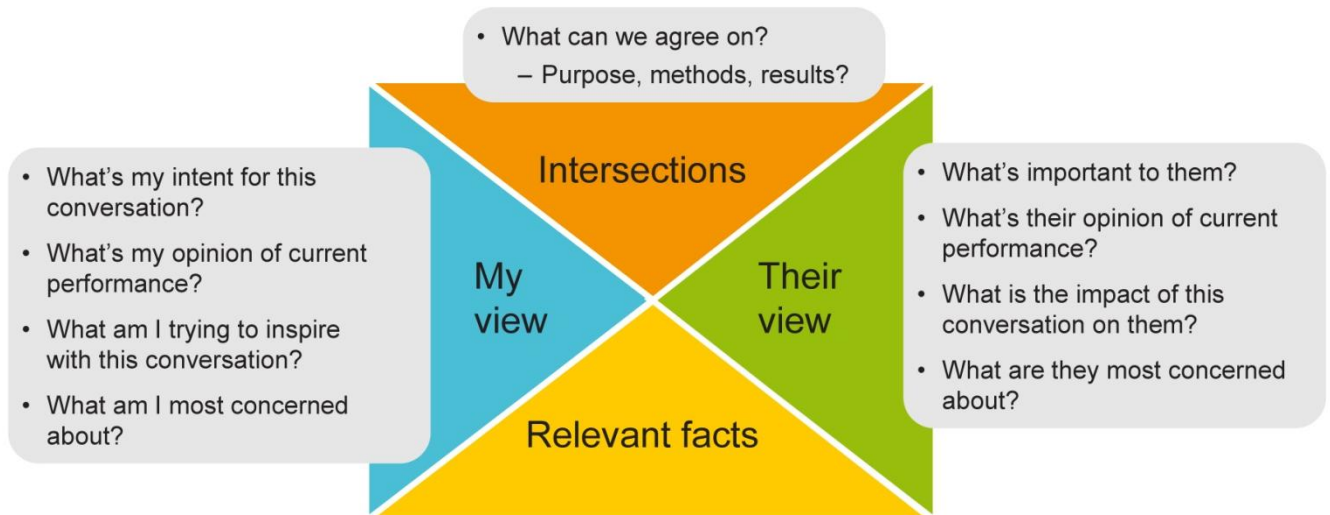 • What can we agree on?
– Purpose, methods, results?
Intersections
• What's my intent for this
conversation?
• What's my opinion of current
performance?
• What am I trying to inspire
with this conversation?
• What am I most concerned
about?
My
view
Their
view
• What's important to them?
• What's their opinion of current
performance?
• What is the impact of this
conversation on them?
• What are they most concerned
about?
Relevant facts